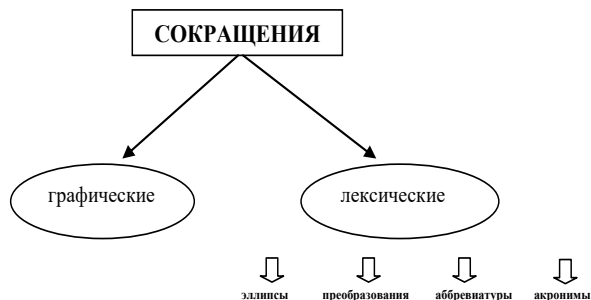 СОКРАЩЕНИЯ
графические лексические
эллипсы преобразования аббревиатуры акронимы